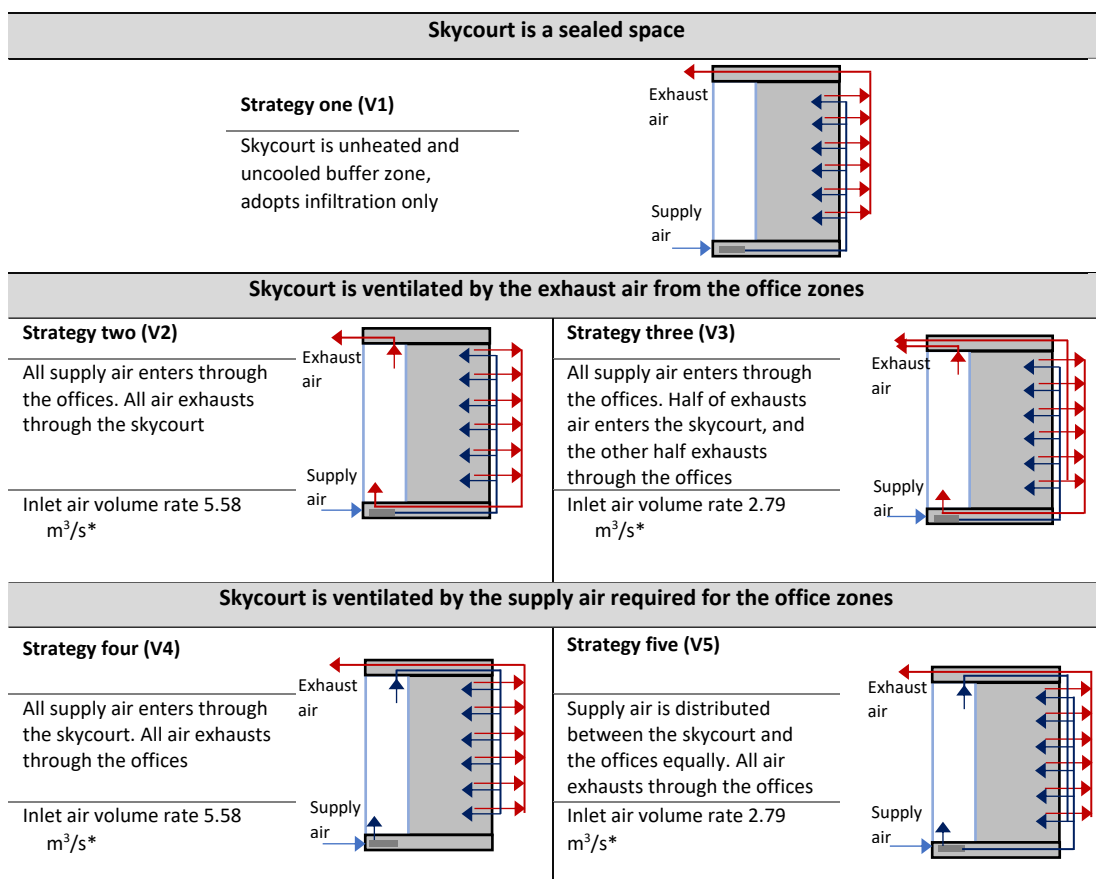 Skycourt is a sealed space
Strategy one (V1)
Skycourt is unheated and
uncooled buffer zone,
adopts infiltration only
Exhaust
air
Supply
air
Skycourt is ventilated by the exhaust air from the office zones
Strategy two (V2)
All supply air enters through
the offices. All air exhausts
through the skycourt
Inlet air volume rate 5.58
m³/s*
Exhaust
air
Supply
air
Strategy three (V3)
All supply air enters through
the offices. Half of exhausts
air enters the skycourt, and
the other half exhausts
through the offices
Inlet air volume rate 2.79
m³/s*
Exhaust
air
Supply
air
Skycourt is ventilated by the supply air required for the office zones
Strategy four (V4)
All supply air enters through
the skycourt. All air exhausts
through the offices
Inlet air volume rate 5.58
m³/s*
Exhaust
air
Supply
air
Strategy five (V5)
Supply air is distributed
between the skycourt and
the offices equally. All air
exhausts through the offices
Inlet air volume rate 2.79
m³/s*
Exhaust
air
Supply
air